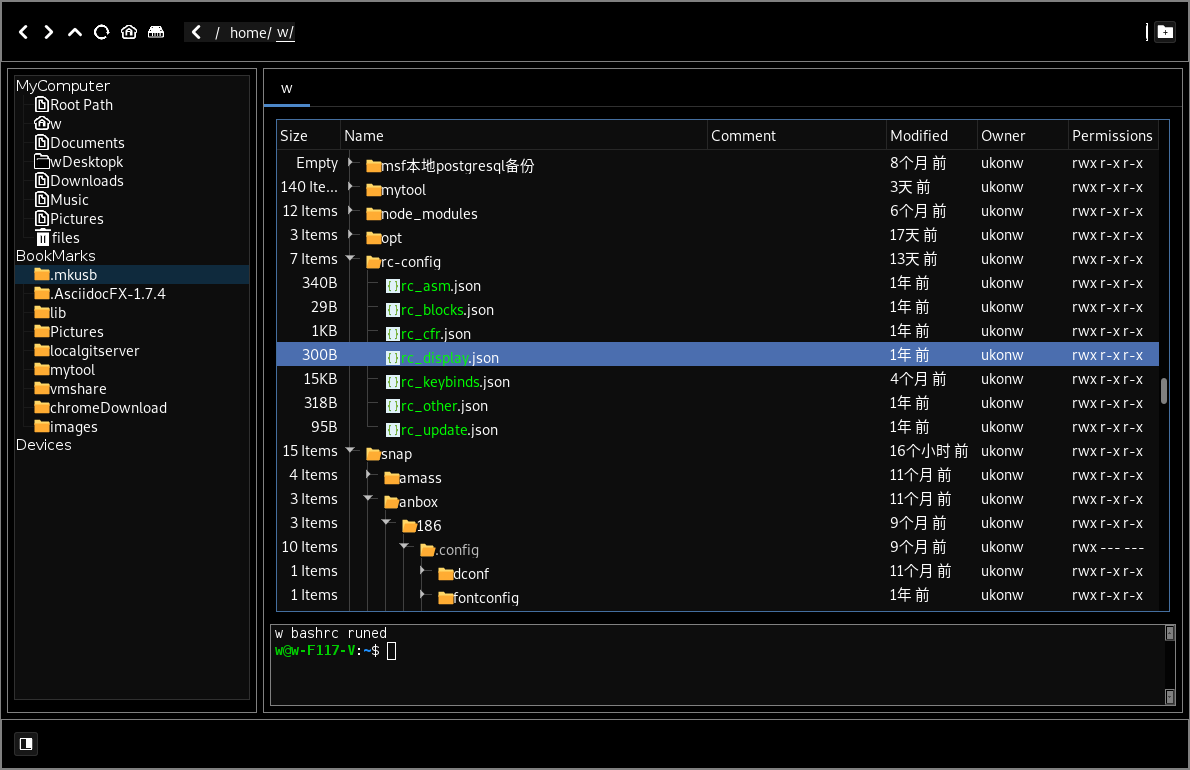 / home/ w/
MyComputer
Root Path
w
Documents
wDesktopk
Downloads
Music
Pictures
files
BookMarks
.mkusb
.AsciidocFX-1.7.4
lib
Pictures
localgitserver
mytool
vmshare
chromeDownload
images
Devices
w
Size Name Comment Modified Owner Permissions
Empty msf本地postgresql备份 8个月 前 ukonw rwx r-x r-x
140 Ite... mytool 3天 前 ukonw rwx r-x r-x
12 Items node_modules 6个月 前 ukonw rwx r-x r-x
3 Items opt 17天 前 ukonw rwx r-x r-x
7 Items rc-config 13天 前 ukonw rwx r-x r-x
340B rc_asm.json 1年 前 ukonw rwx r-x r-x
29B rc_blocks.json 1年 前 ukonw rwx r-x r-x
1KB rc_cfr.json 1年 前 ukonw rwx r-x r-x
300B rc_display.json 1年 前 ukonw rwx r-x r-x
15KB rc_keybinds.json 4个月 前 ukonw rwx r-x r-x
318B rc_other.json 1年 前 ukonw rwx r-x r-x
95B rc_update.json 1年 前 ukonw rwx r-x r-x
15 Items snap 16个小时 前 ukonw rwx r-x r-x
4 Items amass 11个月 前 ukonw rwx r-x r-x
3 Items anbox 11个月 前 ukonw rwx r-x r-x
3 Items 186 9个月 前 ukonw rwx r-x r-x
10 Items .config 9个月 前 ukonw rwx --- ---
1 Items dconf 11个月 前 ukonw rwx r-x r-x
1 Items fontconfig 1年 前 ukonw rwx r-x r-x
w bashrc runed
w@w-F117-V:~$